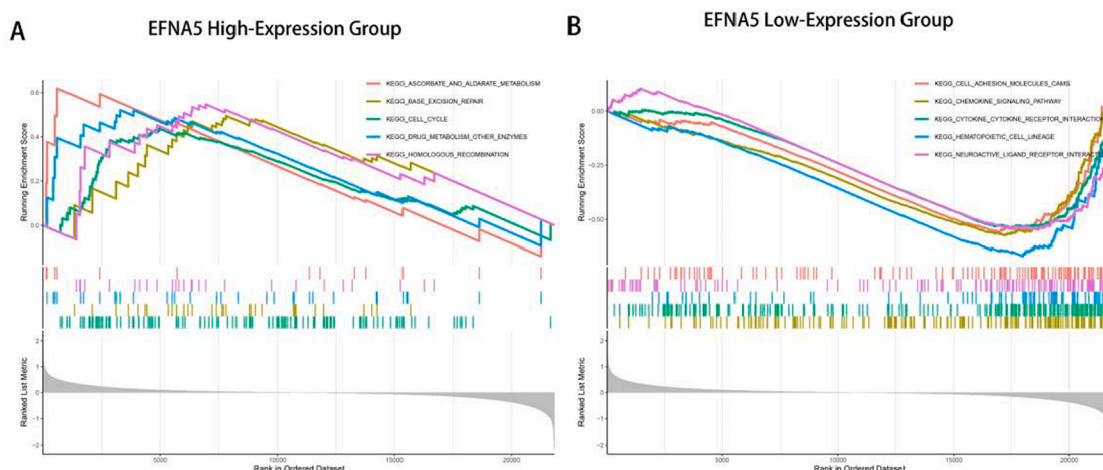 A
EFNA5 High-Expression Group
KEGG_ASCORBATE_AND_ALDARATE_METABOLISM
KEGG_BASE_EXCISION_REPAIR
KEGG_CELL_CYCLE
KEGG_DRUG_METABOLISM_OTHER_ENZYMES
KEGG_HOMOLOGOUS_RECOMBINATION
Running Enrichment Score
0.6
0.4
0.2
0.0
Ranked List Metric
2
1
0
−1
−2
5000
10000
15000
20000
Rank in Ordered Dataset
B
EFNA5 Low-Expression Group
KEGG_CELL_ADHESION_MOLECULES_CAMS
KEGG_CHEMOKINE_SIGNALING_PATHWAY
KEGG_CYTOKINE_CYTOKINE_RECEPTOR_INTERACTION
KEGG_HEMATOPOIETIC_CELL_LINEAGE
KEGG_NEUROACTIVE_LIGAND_RECEPTOR_INTERACTI
Running Enrichment Score
0.00
−0.25
−0.50
Ranked List Metric
2
1
0
−1
−2
5000
10000
15000
20000
Rank in Ordered Dataset